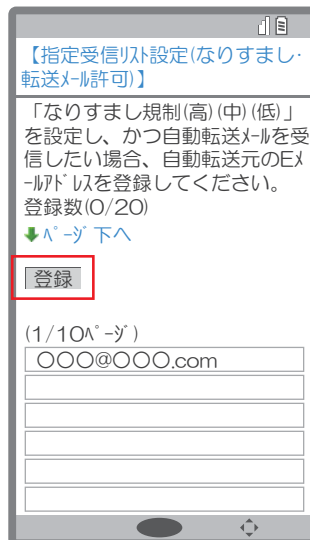 【指定受信ﾘｽﾄ設定(なりすまし･
転送ﾒｰﾙ許可)】
「なりすまし規制(高)(中)(低)」
を設定し、かつ自動転送ﾒｰﾙを受
信したい場合、自動転送元のEﾒ
ｰﾙｱﾄﾞﾚｽを登録してください。
登録数(0/20)
ﾍﾟｰｼﾞ下へ
登録
(1/10ﾍﾟｰｼﾞ)
○○○@○○○.com